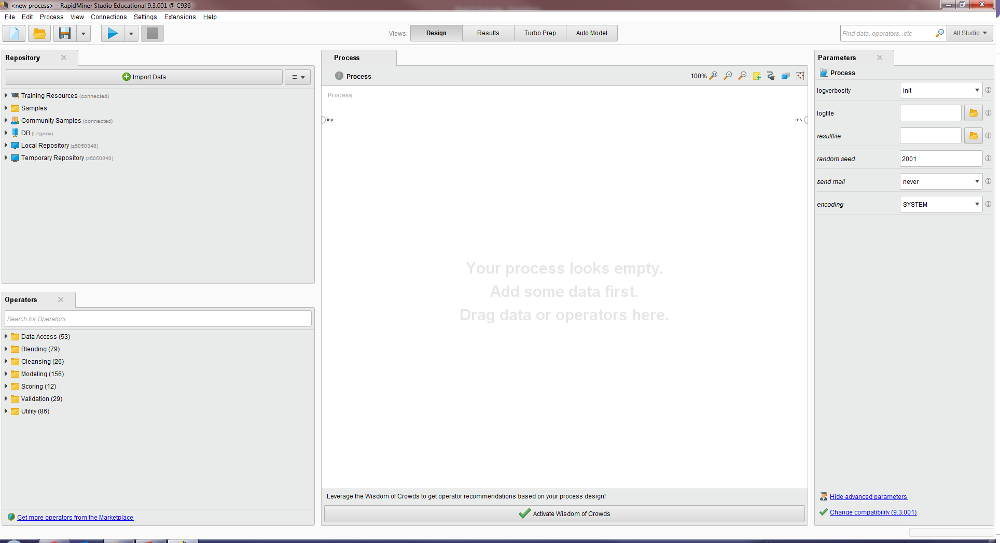 <new process> – RapidMiner Studio Educational 9.3.001 @ C936
File Edit Process View Connections Settings Extensions Help
Views: Design Results Turbo Prep Auto Model
Find data, operators...etc
All Studio
Repository
Import Data
Training Resources (connected)
Samples
Community Samples (connected)
DB (Legacy)
Local Repository (z5050340)
Temporary Repository (z5050340)
Operators
Search for Operators
Data Access (53)
Blending (79)
Cleansing (26)
Modeling (156)
Scoring (12)
Validation (29)
Utility (86)
Get more operators from the Marketplace
Process
Process
100%
Process
inp
res
Your process looks empty.
Add some data first.
Drag data or operators here.
Leverage the Wisdom of Crowds to get operator recommendations based on your process design!
Activate Wisdom of Crowds
Parameters
Process
logverbosity
init
logfile
resultfile
random seed
2001
send mail
never
encoding
SYSTEM
Hide advanced parameters
Change compatibility (9.3.001)